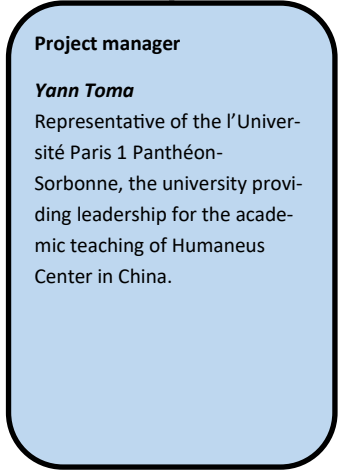 Project manager
Yann Toma
Representative of the l’Univer-
sité Paris 1 Panthéon-
Sorbonne, the university provi-
ding leadership for the acade-
mic teaching of Humaneus
Center in China.